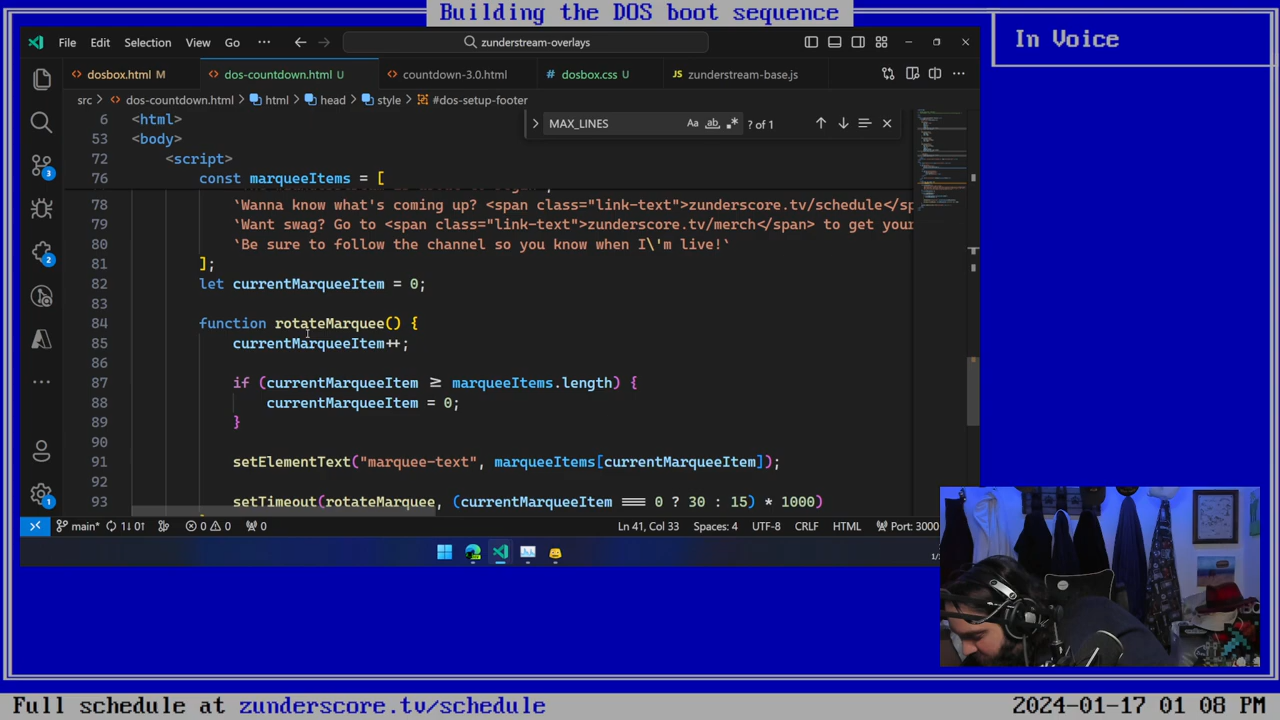 Building the DOS boot sequence
In Voice
File Edit Selection View Go ··· zunderstream-overlays
dosbox.html M dos-countdown.html U countdown-3.0.html dosbox.css U JS zunderstream-base.js
src > dos-countdown.html > html > head > style > #dos-setup-footer
MAX_LINES Aa ab .* ? of 1
6 <html>
53 <body>
72 <script>
76 const marqueeItems = [
78 `Wanna know what's coming up? <span class="link-text">zunderscore.tv/schedule</sp
79 `Want swag? Go to <span class="link-text">zunderscore.tv/merch</span> to get your
80 `Be sure to follow the channel so you know when I\'m live!`
81 ];
82 let currentMarqueeItem = 0;
83
84 function rotateMarquee() {
85 currentMarqueeItem++;
86
87 if (currentMarqueeItem ≥ marqueeItems.length) {
88 currentMarqueeItem = 0;
89 }
90
91 setElementText("marquee-text", marqueeItems[currentMarqueeItem]);
92
93 setTimeout(rotateMarquee, (currentMarqueeItem === 0 ? 30 : 15) * 1000)
3
2
1
main* 1↓ 0↑ 0 0 0 Ln 41, Col 33 Spaces: 4 UTF-8 CRLF HTML Port: 3000
Full schedule at zunderscore.tv/schedule
2024-01-17 01 08 PM